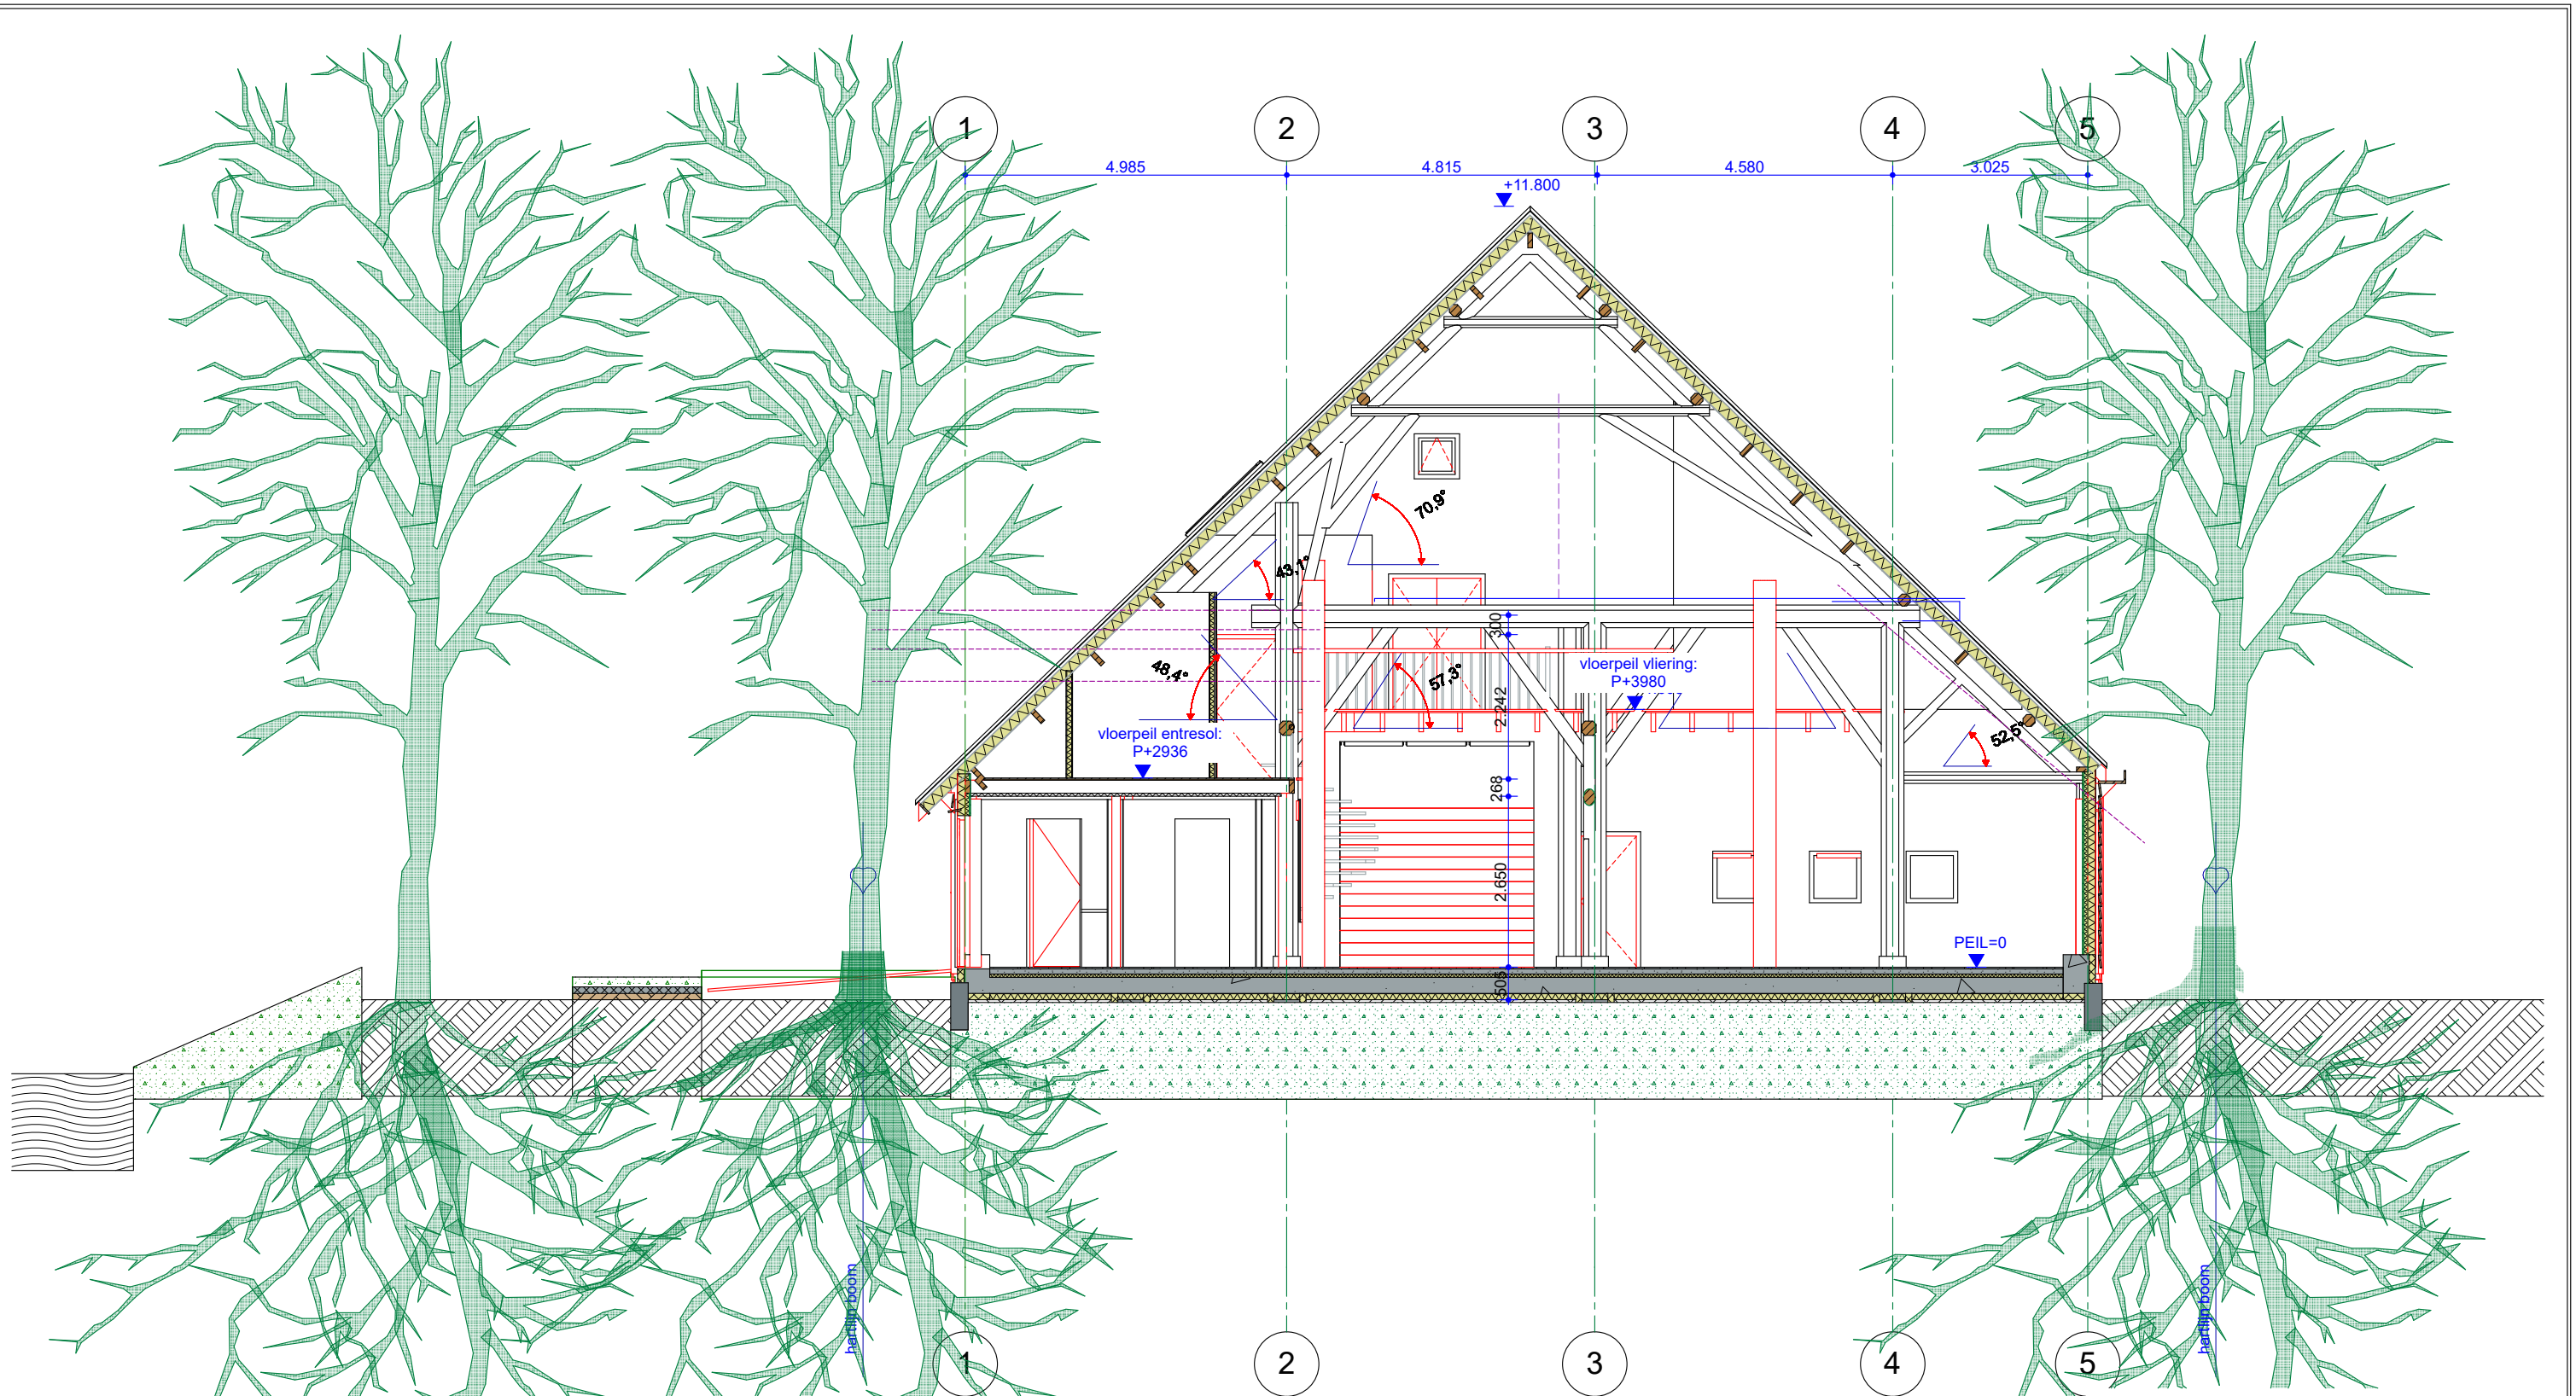 1 2 3 4 5
4.985 4.815 4.580 3.025
+11.800
70,9°
43,1°
300
48,4°
57,3°
vloerpeil vliering:
P+3980
2.242
52,5°
vloerpeil entresol:
P+2936
268
2.650
PEIL=0
505
hartlijn boom
hartlijn boom
1 2 3 4 5